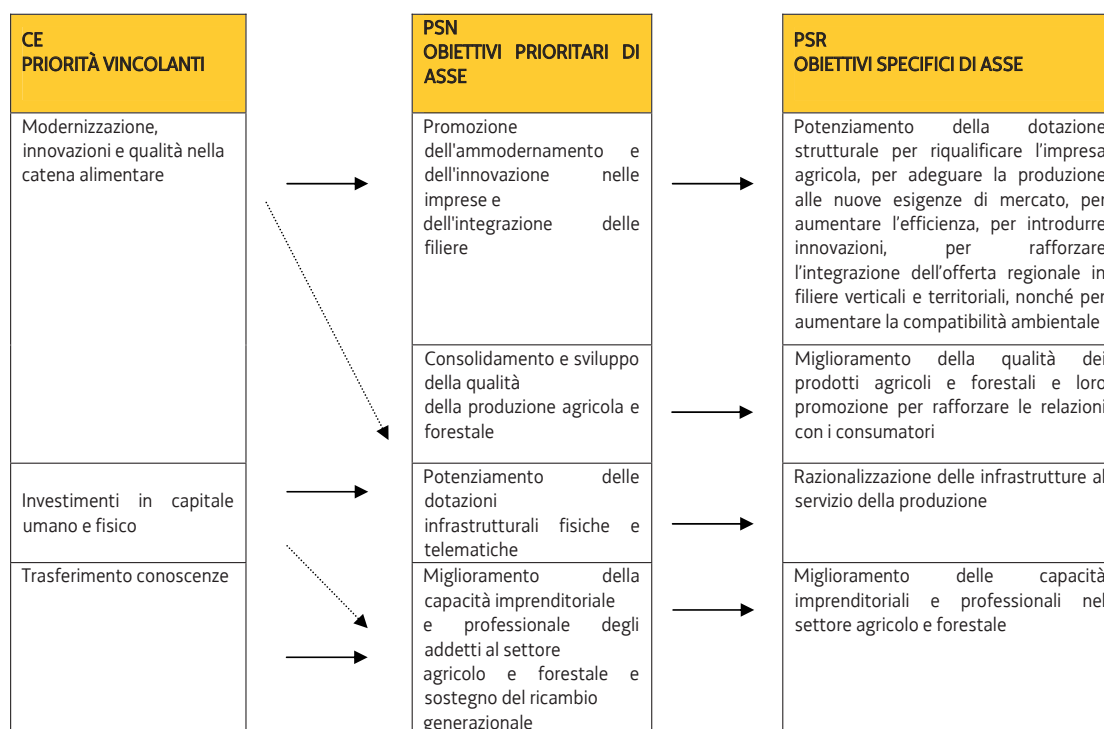 CE
PRIORITÀ VINCOLANTI
PSN
OBIETTIVI PRIORITARI DI
ASSE
PSR
OBIETTIVI SPECIFICI DI ASSE
Modernizzazione,
innovazioni e qualità nella
catena alimentare
Promozione
dell'ammodernamento e
dell'innovazione nelle
imprese e
dell'integrazione delle
filiere
Potenziamento della dotazione
strutturale per riqualificare l'impresa
agricola, per adeguare la produzione
alle nuove esigenze di mercato, per
aumentare l'efficienza, per introdurre
innovazioni, per rafforzare
l'integrazione dell'offerta regionale in
filiere verticali e territoriali, nonché per
aumentare la compatibilità ambientale
Consolidamento e sviluppo
della qualità
della produzione agricola e
forestale
Miglioramento della qualità dei
prodotti agricoli e forestali e loro
promozione per rafforzare le relazioni
con i consumatori
Investimenti in capitale
umano e fisico
Potenziamento delle
dotazioni
infrastrutturali fisiche e
telematiche
Razionalizzazione delle infrastrutture al
servizio della produzione
Trasferimento conoscenze
Miglioramento della
capacità imprenditoriale
e professionale degli
addetti al settore
agricolo e forestale e
sostegno del ricambio
generazionale
Miglioramento delle capacità
imprenditoriali e professionali nel
settore agricolo e forestale